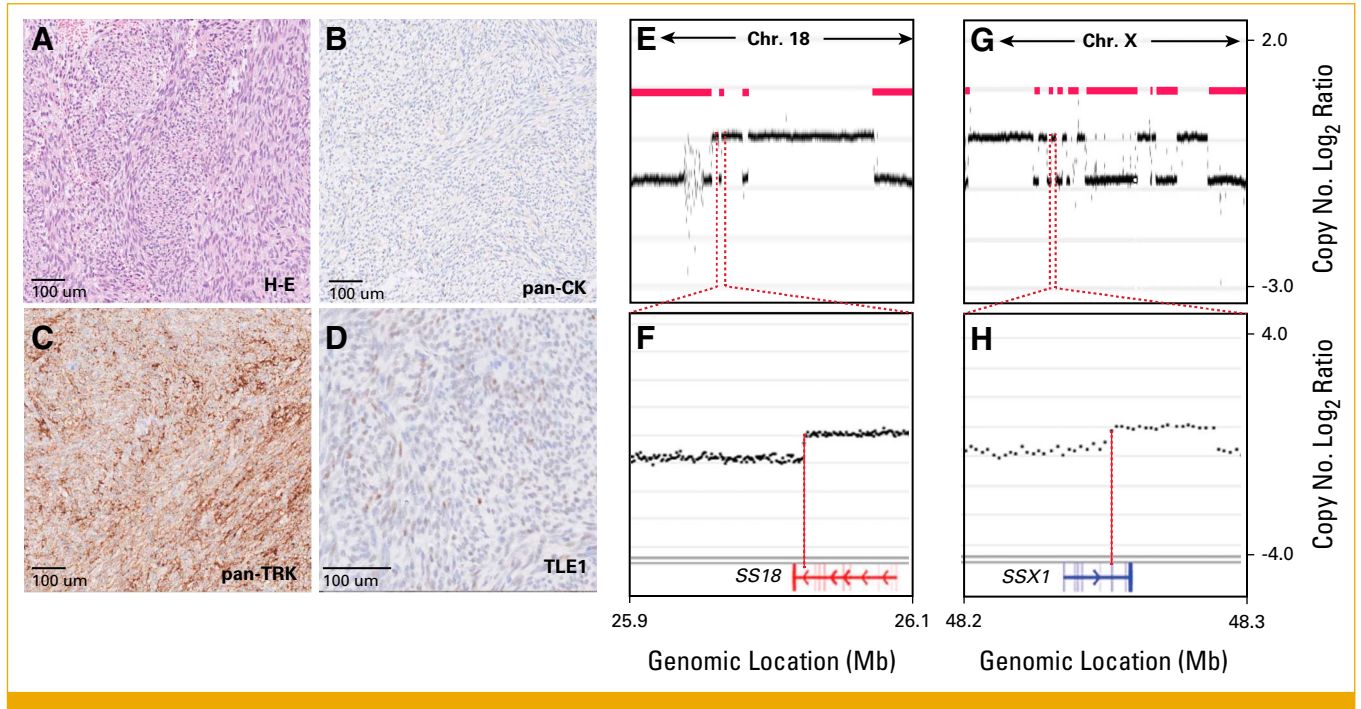 A
H-E
100 um
B
pan-CK
100 um
C
pan-TRK
100 um
D
TLE1
100 um
E
Chr. 18
G
Chr. X
2.0
-3.0
Copy No. Log2 Ratio
F
SS18
25.9
26.1
Genomic Location (Mb)
H
SSX1
48.2
48.3
Genomic Location (Mb)
4.0
-4.0
Copy No. Log2 Ratio